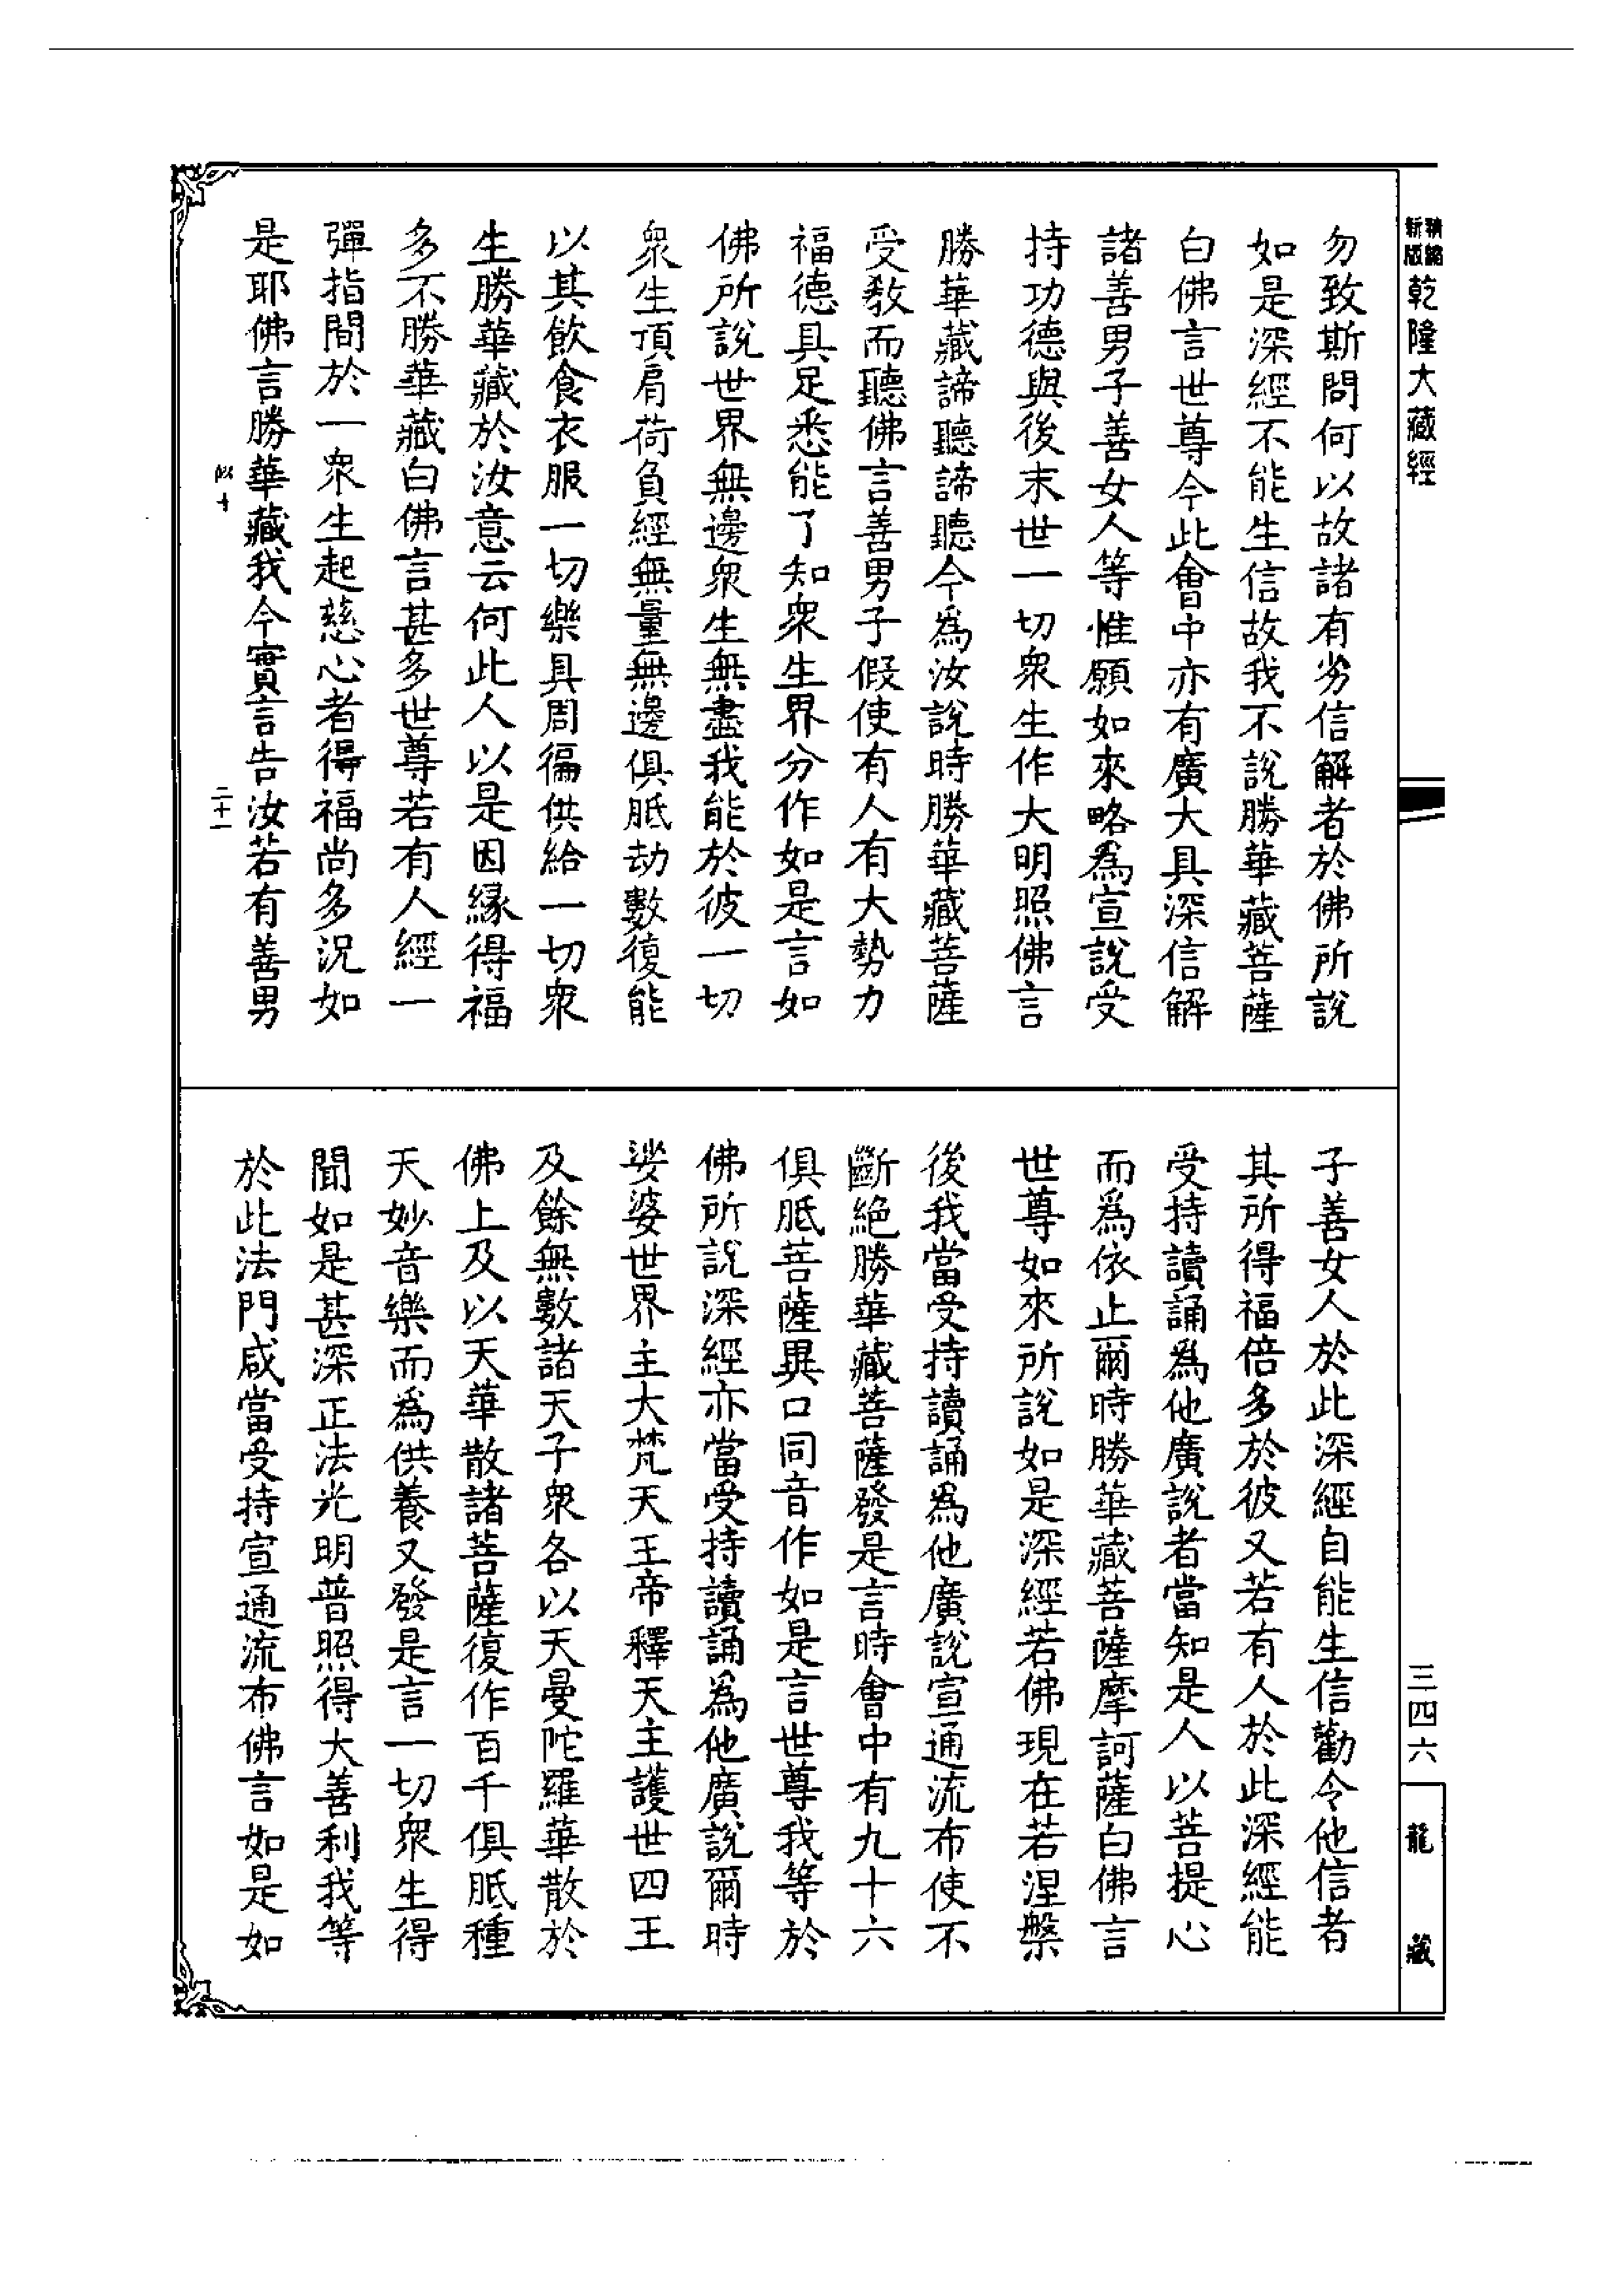 精縮新版乾隆大藏經
勿致斯問何以故諸有劣信解者於佛所說
如是深經不能生信故我不說勝華藏菩薩
白佛言世尊今此會中亦有廣大具深信解
諸善男子善女人等惟願如來略爲宣說受
持功德與後末世一切衆生作大明照佛言
勝華藏諦聽諦聽今爲汝說時勝華藏菩薩
受教而聽佛言善男子假使有人有大勢力
福德具足悉能了知衆生界分作如是言如
佛所說世界無邊衆生無盡我能於彼一切
衆生頂肩荷負經無量無邊俱胝劫數復能
以其飲食衣服一切樂具周徧供給一切衆
生勝華藏於汝意云何此人以是因緣得福
多不勝華藏白佛言甚多世尊若有人經一
彈指間於一衆生起慈心者得福尚多況如
是耶佛言勝華藏我今實言告汝若有善男
二十一
子善女人於此深經自能生信勸令他信者
其所得福倍多於彼又若有人於此深經能
受持讀誦爲他廣說者當知是人以菩提心
而爲依止爾時勝華藏菩薩摩訶薩白佛言
世尊如來所說如是深經若佛現在若涅槃
後我當受持讀誦爲他廣說宣通流布使不
斷絕勝華藏菩薩發是言時會中有九十六
俱胝菩薩異口同音作如是言世尊我等於
佛所說深經亦當受持讀誦爲他廣說爾時
娑婆世界主大梵天王帝釋天主護世四王
及餘無數諸天子衆各以天曼陀羅華散於
佛上及以天華散諸菩薩復作百千俱胝種
天妙音樂而爲供養又發是言一切衆生得
聞如是甚深正法光明普照得大善利我等
於此法門咸當受持宣通流布佛言如是如
三四六
龍藏